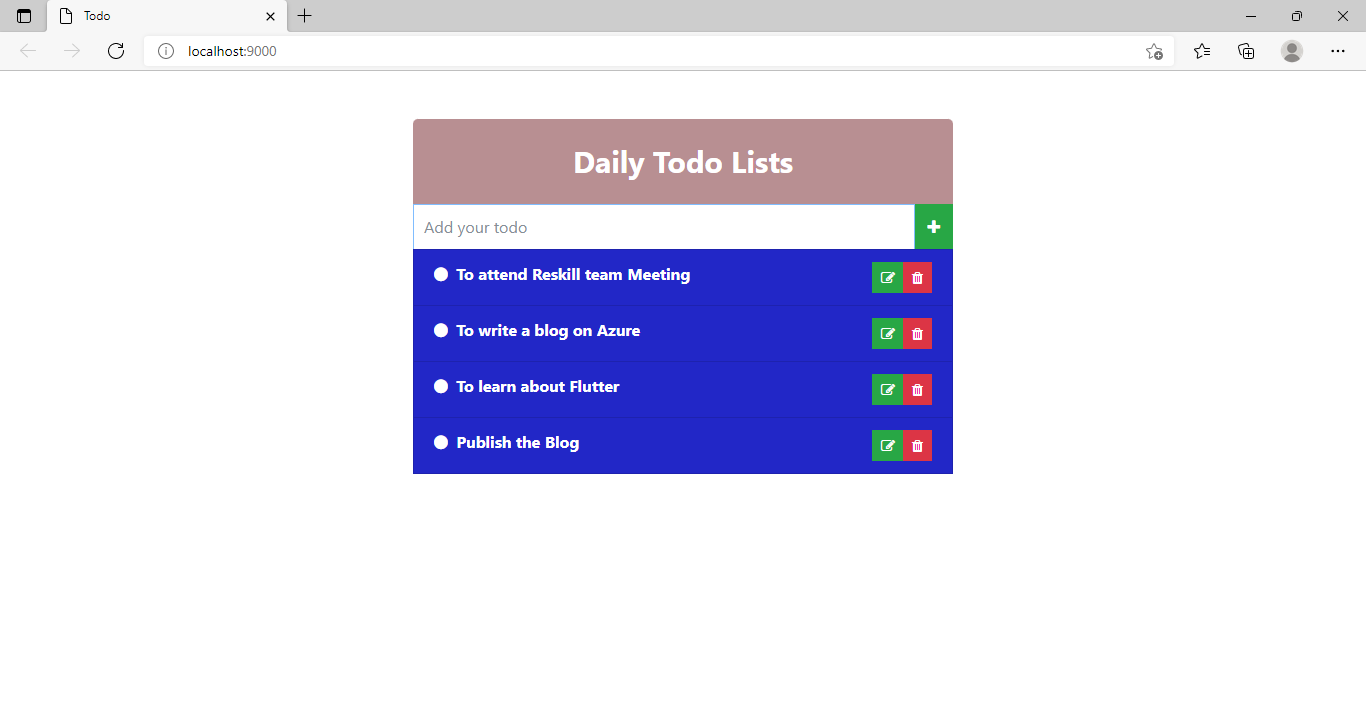 Todo
localhost:9000
Daily Todo Lists
Add your todo
To attend Reskill team Meeting
To write a blog on Azure
To learn about Flutter
Publish the Blog